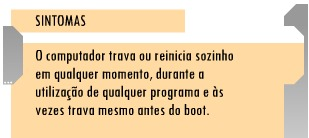 SINTOMAS
O computador trava ou reinicia sozinho
em qualquer momento, durante a
utilização de qualquer programa e às
vezes trava mesmo antes do boot.